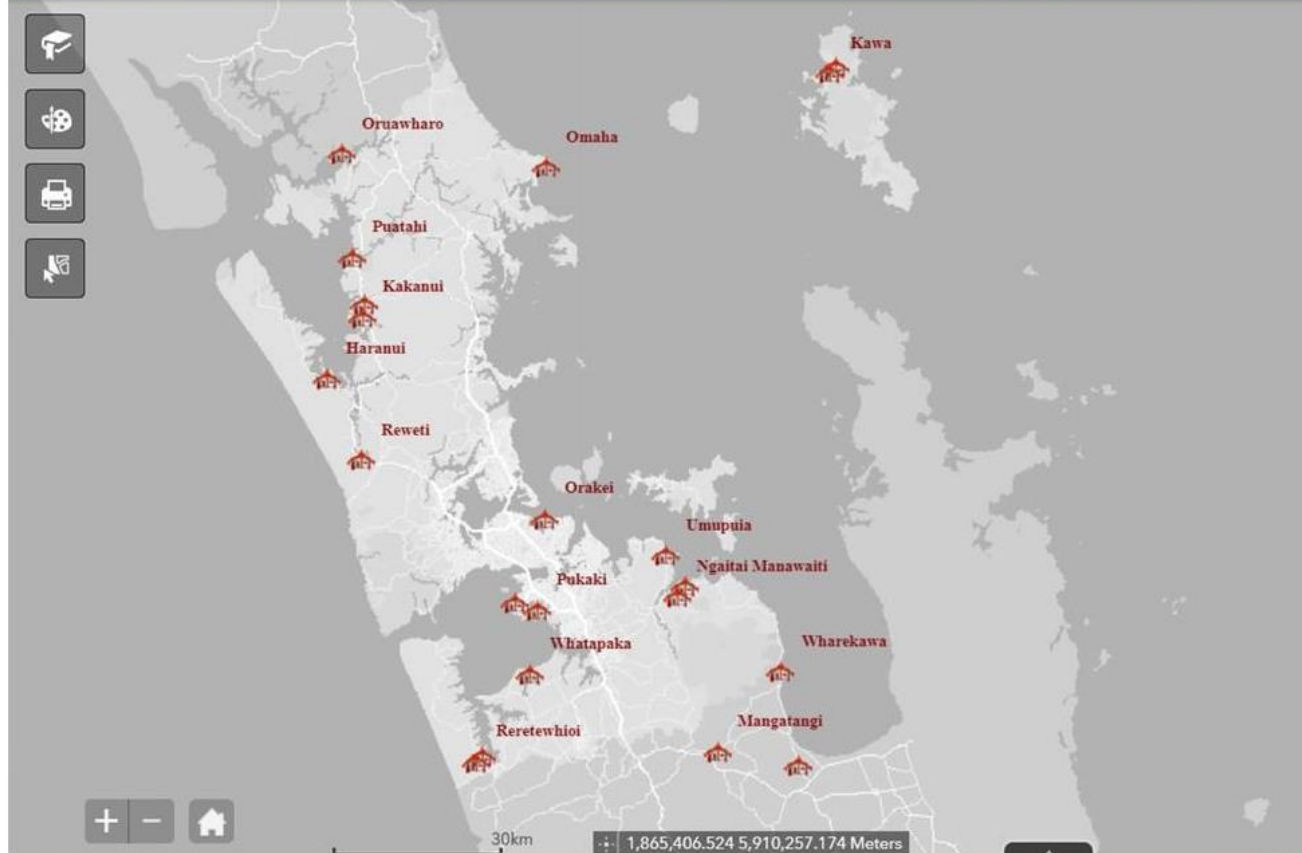 Kawa
Oruawharo
Omaha
Puatahi
Kakanui
Haranui
Reweti
Orakei
Umupuia
Ngaitai Manawaiti
Pukaki
Whatapaka
Wharekawa
Mangatangi
Reretewhioi
30km
1,865,406.524 5,910,257.174 Meters